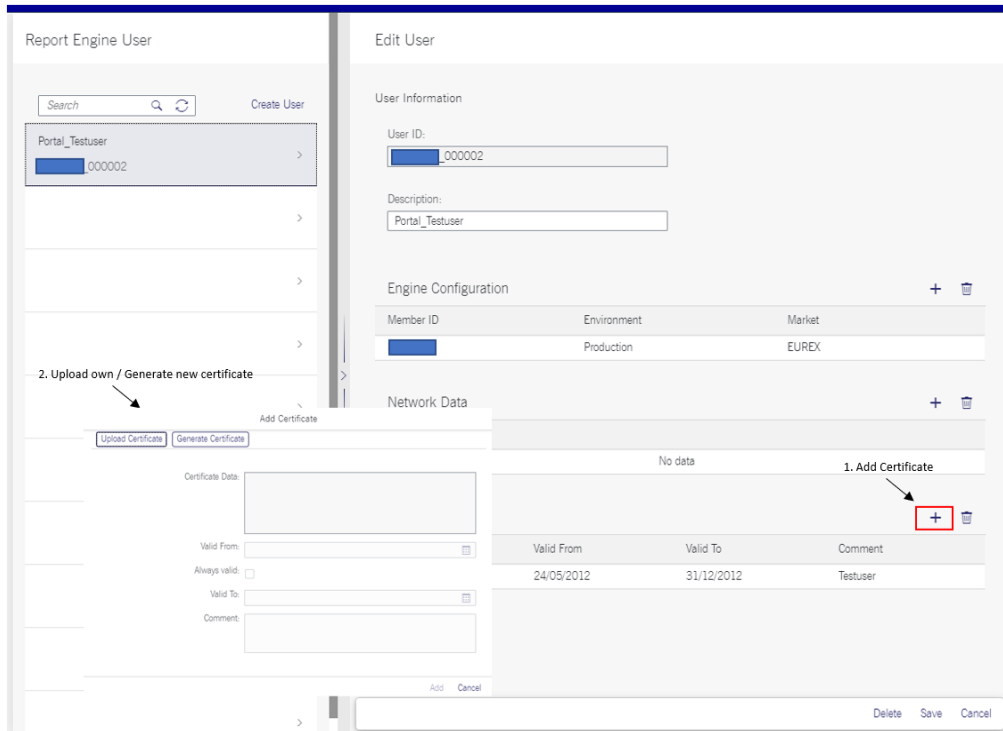 Report Engine User
Search
Create User
Portal_Testuser
_000002
Edit User
User Information
User ID:
_000002
Description:
Portal_Testuser
Engine Configuration
Member ID Environment Market
Production EUREX
Network Data
No data
1. Add Certificate
Valid From Valid To Comment
24/05/2012 31/12/2012 Testuser
2. Upload own / Generate new certificate
Add Certificate
Upload Certificate Generate Certificate
Certificate Data:
Valid From:
Always valid:
Valid To:
Comment:
Add Cancel
Delete Save Cancel